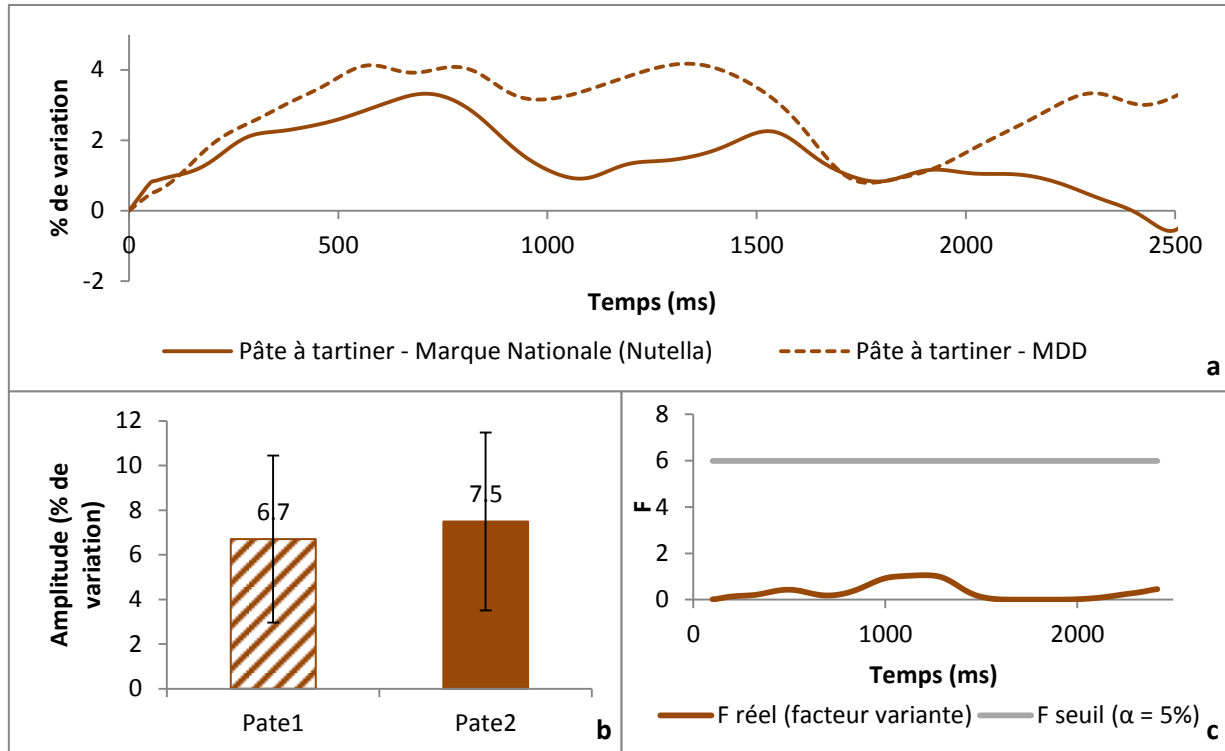 4
2
0
-2
% de variation
0
500
1000
1500
2000
2500
Temps (ms)
Pâte à tartiner - Marque Nationale (Nutella)
Pâte à tartiner - MDD
a
12
10
8
6
4
2
0
Amplitude (% de
variation)
6.7
7.5
Pate1
Pate2
b
8
6
4
2
0
F
0
1000
2000
Temps (ms)
F réel (facteur variante)
F seuil (α = 5%)
c